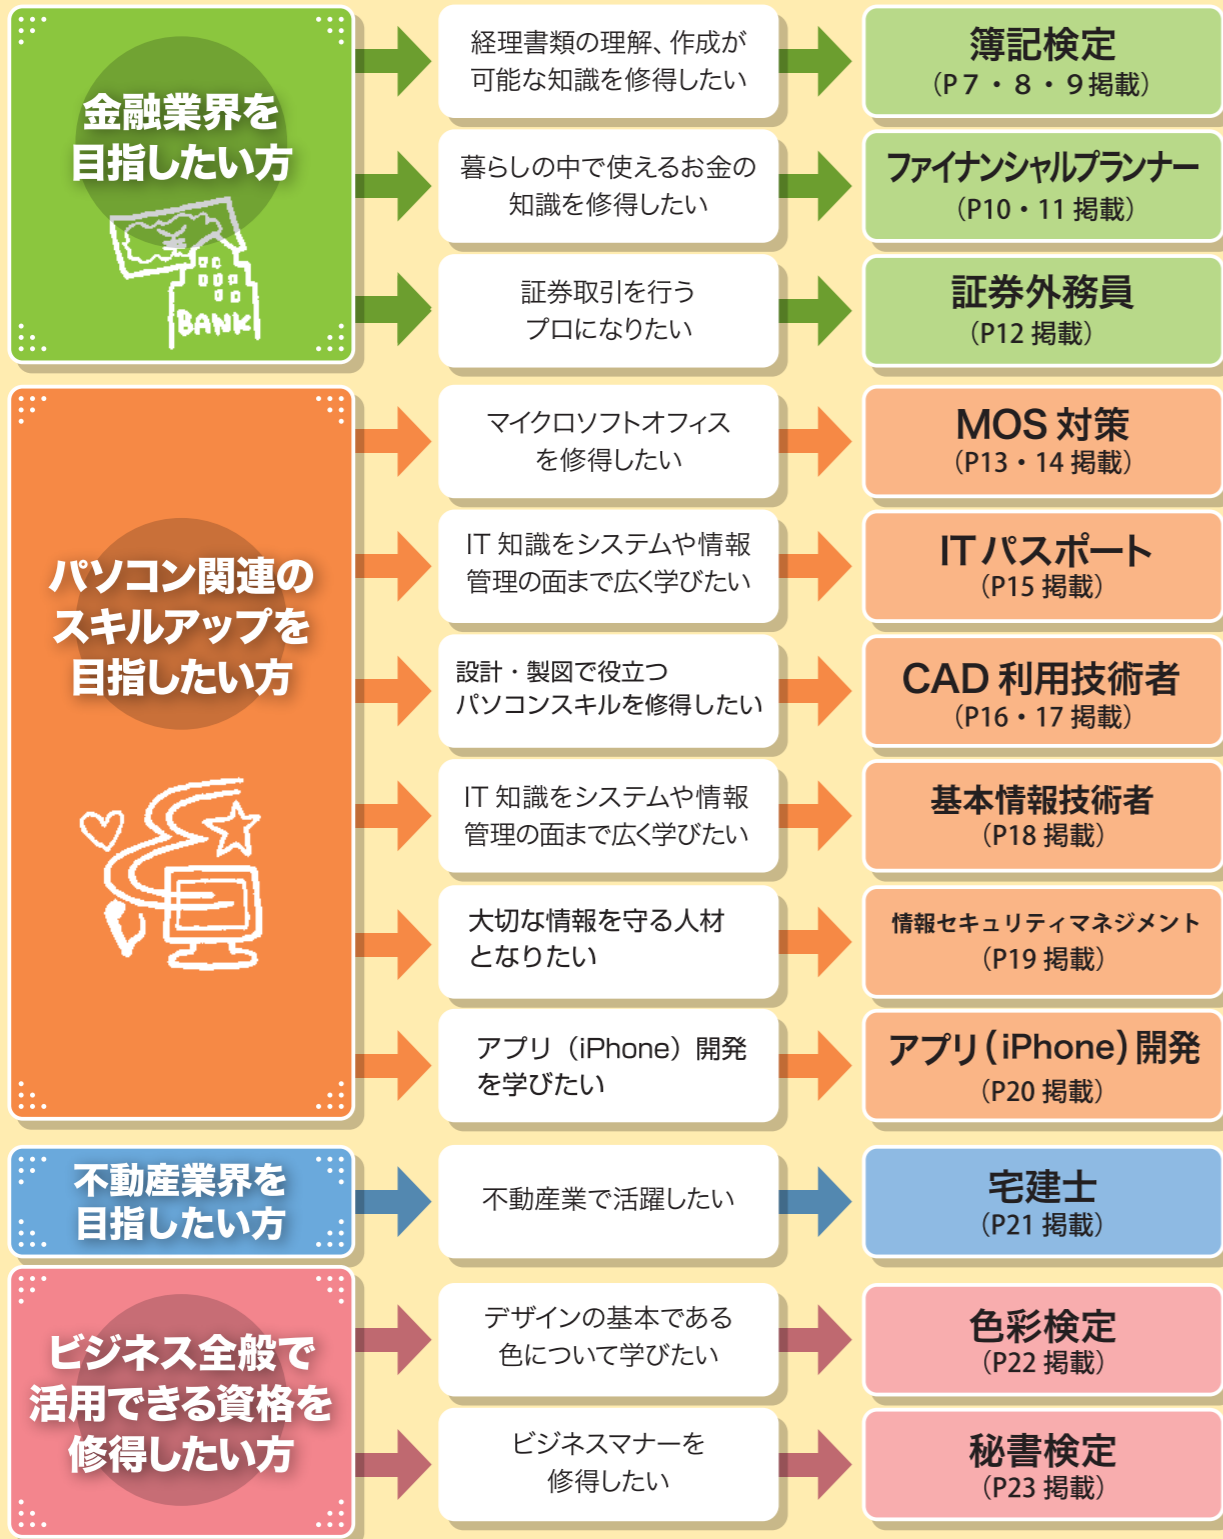 金融業界を
目指したい方
BANK
経理書類の理解、作成が
可能な知識を修得したい
簿記検定
（P７・８・９掲載）
暮らしの中で使えるお金の
知識を修得したい
ファイナンシャルプランナー
（P10・11 掲載）
証券取引を行う
プロになりたい
証券外務員
（P12 掲載）
パソコン関連の
スキルアップを
目指したい方
マイクロソフトオフィス
を修得したい
MOS 対策
（P13・14 掲載）
IT 知識をシステムや情報
管理の面まで広く学びたい
IT パスポート
（P15 掲載）
設計・製図で役立つ
パソコンスキルを修得したい
CAD 利用技術者
（P16・17 掲載）
IT 知識をシステムや情報
管理の面まで広く学びたい
基本情報技術者
（P18 掲載）
大切な情報を守る人材
となりたい
情報セキュリティマネジメント
（P19 掲載）
アプリ（iPhone）開発
を学びたい
アプリ（iPhone）開発
（P20 掲載）
不動産業界を
目指したい方
不動産業で活躍したい
宅建士
（P21 掲載）
ビジネス全般で
活用できる資格を
修得したい方
デザインの基本である
色について学びたい
色彩検定
（P22 掲載）
ビジネスマナーを
修得したい
秘書検定
（P23 掲載）